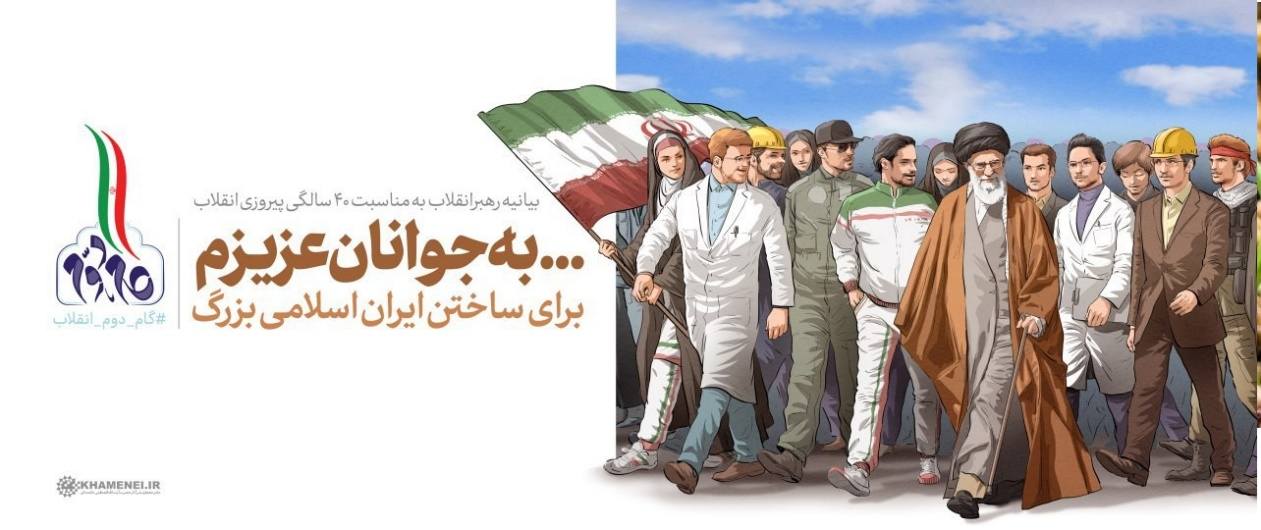 بیانیه رهبر انقلاب به مناسبت ۴۰ سالگی پیروزی انقلاب
...به جوانان عزیزم
برای ساختن ایران اسلامی بزرگ
#گام_دوم_انقلاب
KHAMENEI.IR